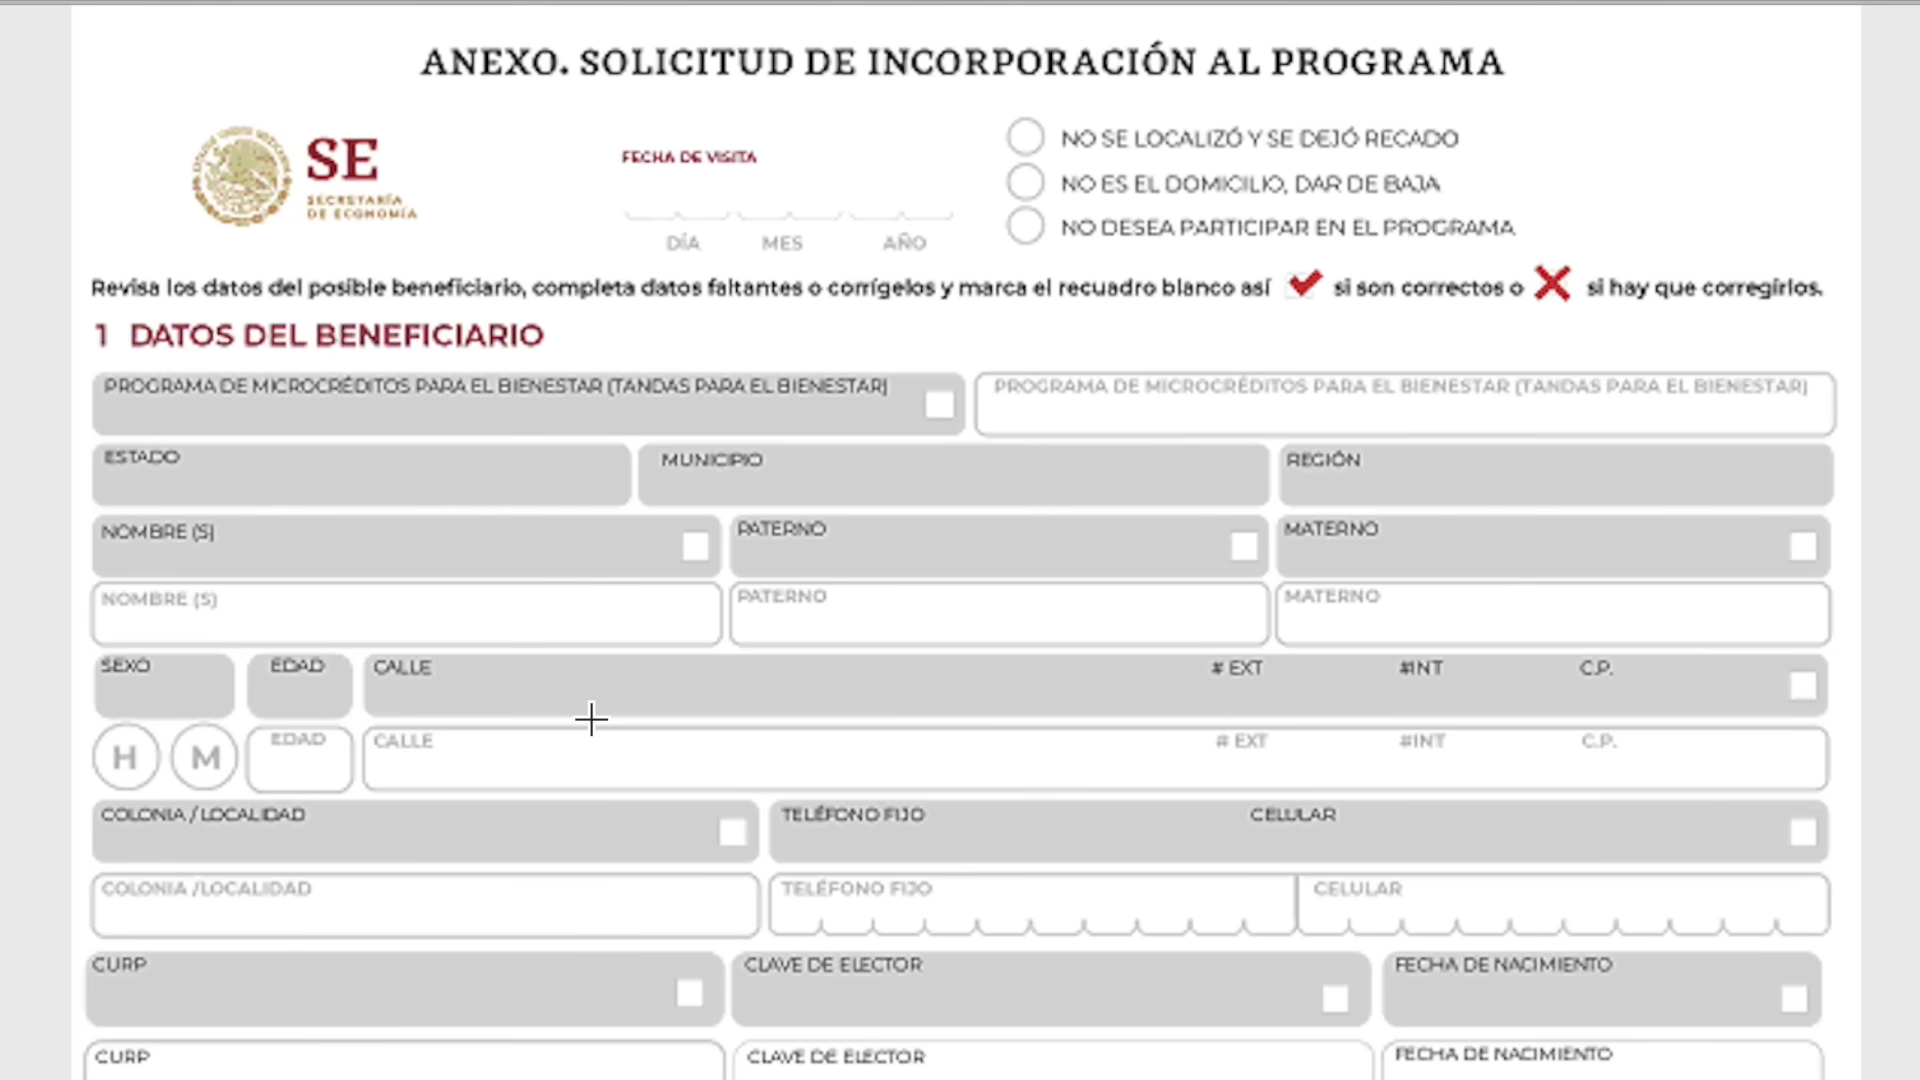 ANEXO. SOLICITUD DE INCORPORACIÓN AL PROGRAMA
SE
SECRETARÍA
DE ECONOMÍA
FECHA DE VISITA
DÍA MES AÑO
NO SE LOCALIZÓ Y SE DEJÓ RECADO
NO ES EL DOMICILIO, DAR DE BAJA
NO DESEA PARTICIPAR EN EL PROGRAMA
Revisa los datos del posible beneficiario, completa datos faltantes o corrígelos y marca el recuadro blanco así si son correctos o si hay que corregirlos.
1 DATOS DEL BENEFICIARIO
PROGRAMA DE MICROCRÉDITOS PARA EL BIENESTAR (TANDAS PARA EL BIENESTAR) PROGRAMA DE MICROCRÉDITOS PARA EL BIENESTAR (TANDAS PARA EL BIENESTAR)
ESTADO MUNICIPIO REGIÓN
NOMBRE (S) PATERNO MATERNO
NOMBRE (S) PATERNO MATERNO
SEXO EDAD CALLE # EXT #INT C.P.
H M EDAD CALLE # EXT #INT C.P.
COLONIA / LOCALIDAD TELÉFONO FIJO CELULAR
COLONIA /LOCALIDAD TELÉFONO FIJO CELULAR
CURP CLAVE DE ELECTOR FECHA DE NACIMIENTO
CURP CLAVE DE ELECTOR FECHA DE NACIMIENTO